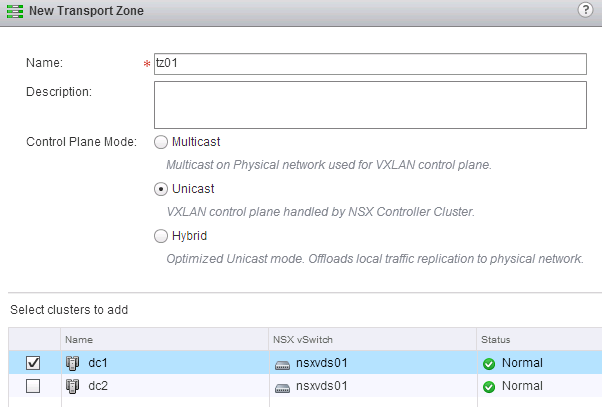 New Transport Zone ?
Name: * tz01
Description:
Control Plane Mode: Multicast
Multicast on Physical network used for VXLAN control plane.
Unicast
VXLAN control plane handled by NSX Controller Cluster.
Hybrid
Optimized Unicast mode. Offloads local traffic replication to physical network.
Select clusters to add
Name NSX vSwitch Status
dc1 nsxvds01 Normal
dc2 nsxvds01 Normal